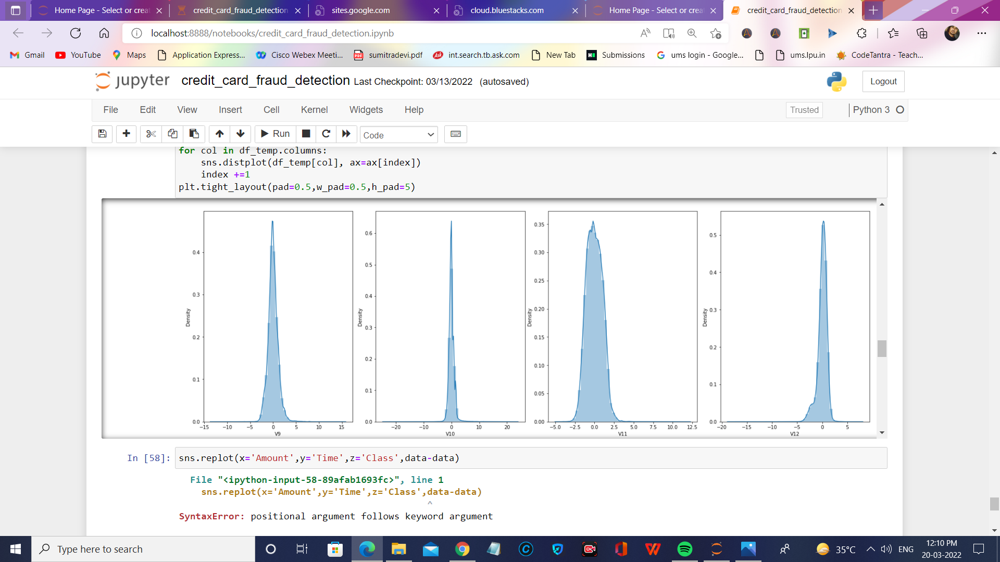 Home Page - Select or creat
credit_card_fraud_detection
sites.google.com
cloud.bluestacks.com
Home Page - Select or creat
credit_card_fraud_detection
localhost:8888/notebooks/credit_card_fraud_detection.ipynb
Gmail
YouTube
Maps
Application Express...
Cisco Webex Meeti...
sumitradevi.pdf
int.search.tb.ask.com
New Tab
Submissions
ums login - Google...
ums.lpu.in
CodeTantra - Teach...
jupyter
credit_card_fraud_detection Last Checkpoint: 03/13/2022 (autosaved)
Logout
File Edit View Insert Cell Kernel Widgets Help
Trusted
Python 3
Run
Code
for col in df_temp.columns:
    sns.distplot(df_temp[col], ax=ax[index])
    index +=1
plt.tight_layout(pad=0.5,w_pad=0.5,h_pad=5)
0.4
0.3
0.2
0.1
0.0
Density
−15 −10 −5 0 5 10 15
V9
0.6
0.5
0.4
0.3
0.2
0.1
0.0
Density
−20 −10 0 10 20
V10
0.35
0.30
0.25
0.20
0.15
0.10
0.05
0.00
Density
−5.0 −2.5 0.0 2.5 5.0 7.5 10.0 12.5
V11
0.5
0.4
0.3
0.2
0.1
0.0
Density
−20 −15 −10 −5 0 5
V12
In [58]: sns.replot(x='Amount',y='Time',z='Class',data-data)
File "<ipython-input-58-89afab1693fc>", line 1
sns.replot(x='Amount',y='Time',z='Class',data-data)
^
SyntaxError: positional argument follows keyword argument
Type here to search
35°C
ENG
12:10 PM
20-03-2022